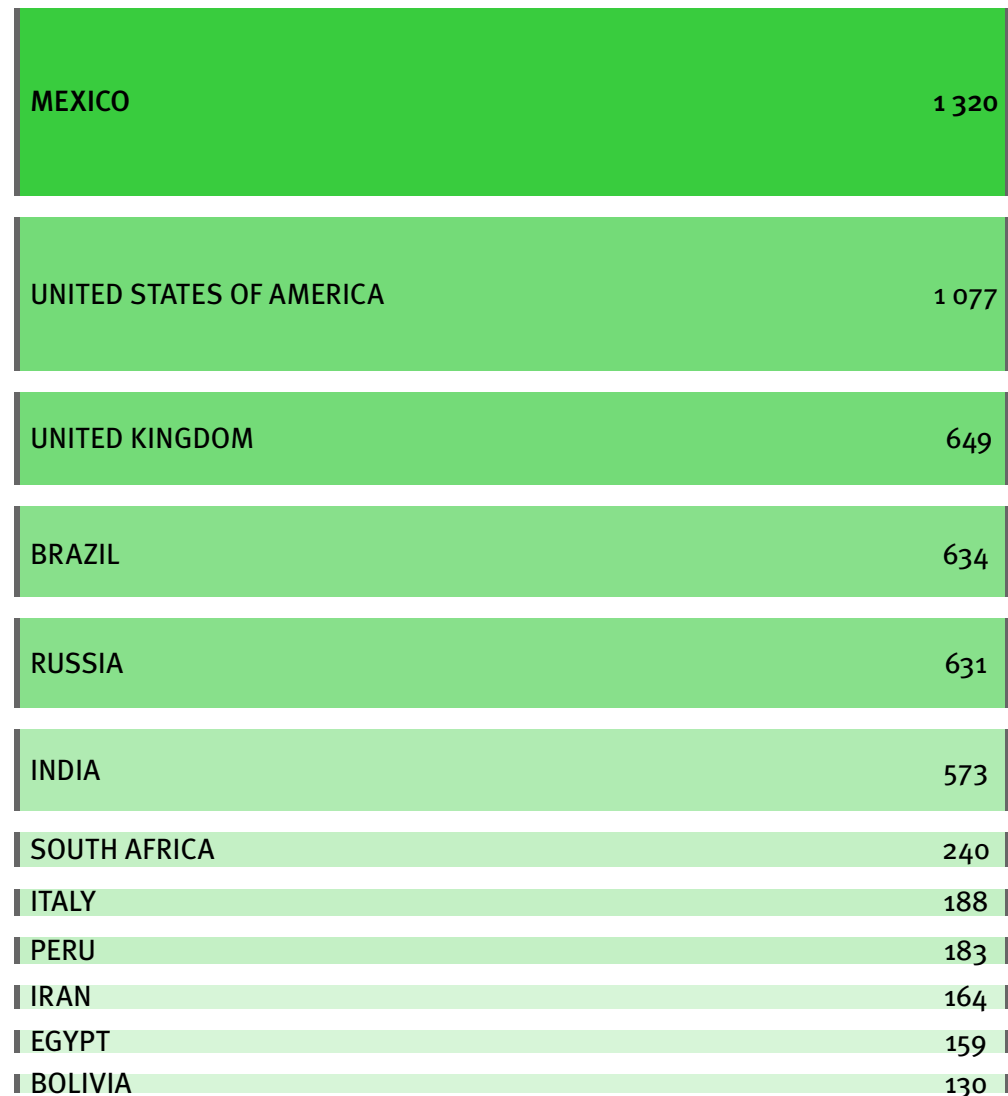 MEXICO 1 320
UNITED STATES OF AMERICA 1 077
UNITED KINGDOM 649
BRAZIL 634
RUSSIA 631
INDIA 573
SOUTH AFRICA 240
ITALY 188
PERU 183
IRAN 164
EGYPT 159
BOLIVIA 130